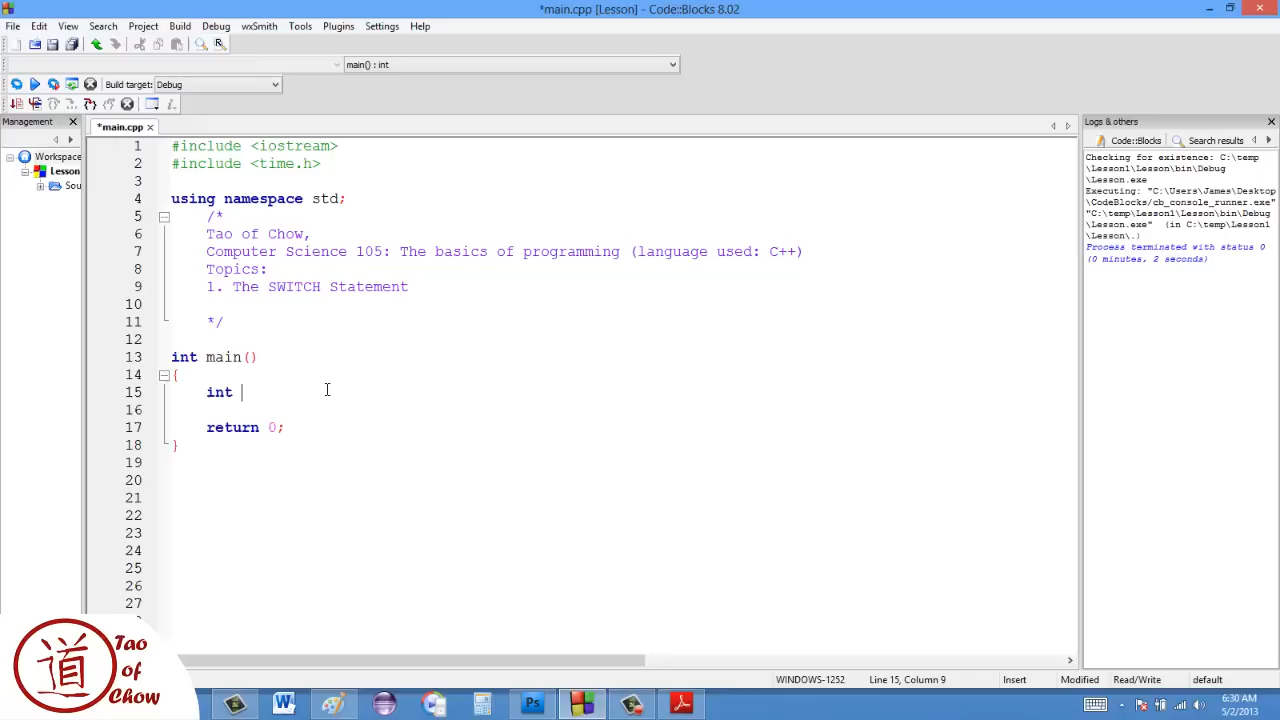 *main.cpp [Lesson] - Code::Blocks 8.02
File Edit View Search Project Build Debug wxSmith Tools Plugins Settings Help
main() : int
Build target: Debug
Management
*main.cpp
Logs & others
Code::Blocks Search results
Workspace
Lesson
Sou
1 #include <iostream>
2 #include <time.h>
3
4 using namespace std;
5 /*
6 Tao of Chow,
7 Computer Science 105: The basics of programming (language used: C++)
8 Topics:
9 1. The SWITCH Statement
10
11 */
12
13 int main()
14 {
15 int
16
17 return 0;
18 }
19
20
21
22
23
24
25
26
27
Checking for existence: C:\temp
\Lesson1\Lesson\bin\Debug
\Lesson.exe
Executing: "C:\Users\James\Desktop
\CodeBlocks/cb_console_runner.exe"
"C:\temp\Lesson1\Lesson\bin\Debug
\Lesson.exe" (in C:\temp\Lesson1
\Lesson\.)
Process terminated with status 0
(0 minutes, 2 seconds)
道
Tao
of
Chow
WINDOWS-1252 Line 15, Column 9 Insert Modified Read/Write default
W
Ps
6:30 AM
5/2/2013